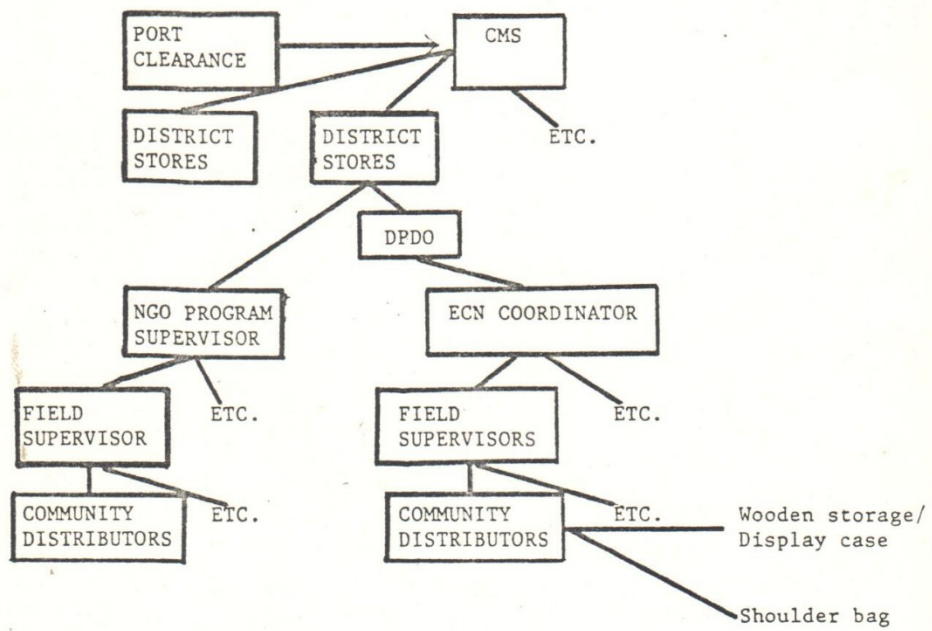 PORT
CLEARANCE
CMS
DISTRICT
STORES
DISTRICT
STORES
ETC.
DPDO
NGO PROGRAM
SUPERVISOR
ECN COORDINATOR
FIELD
SUPERVISOR
ETC.
FIELD
SUPERVISORS
ETC.
COMMUNITY
DISTRIBUTORS
ETC.
COMMUNITY
DISTRIBUTORS
ETC.
Wooden storage/
Display case
Shoulder bag